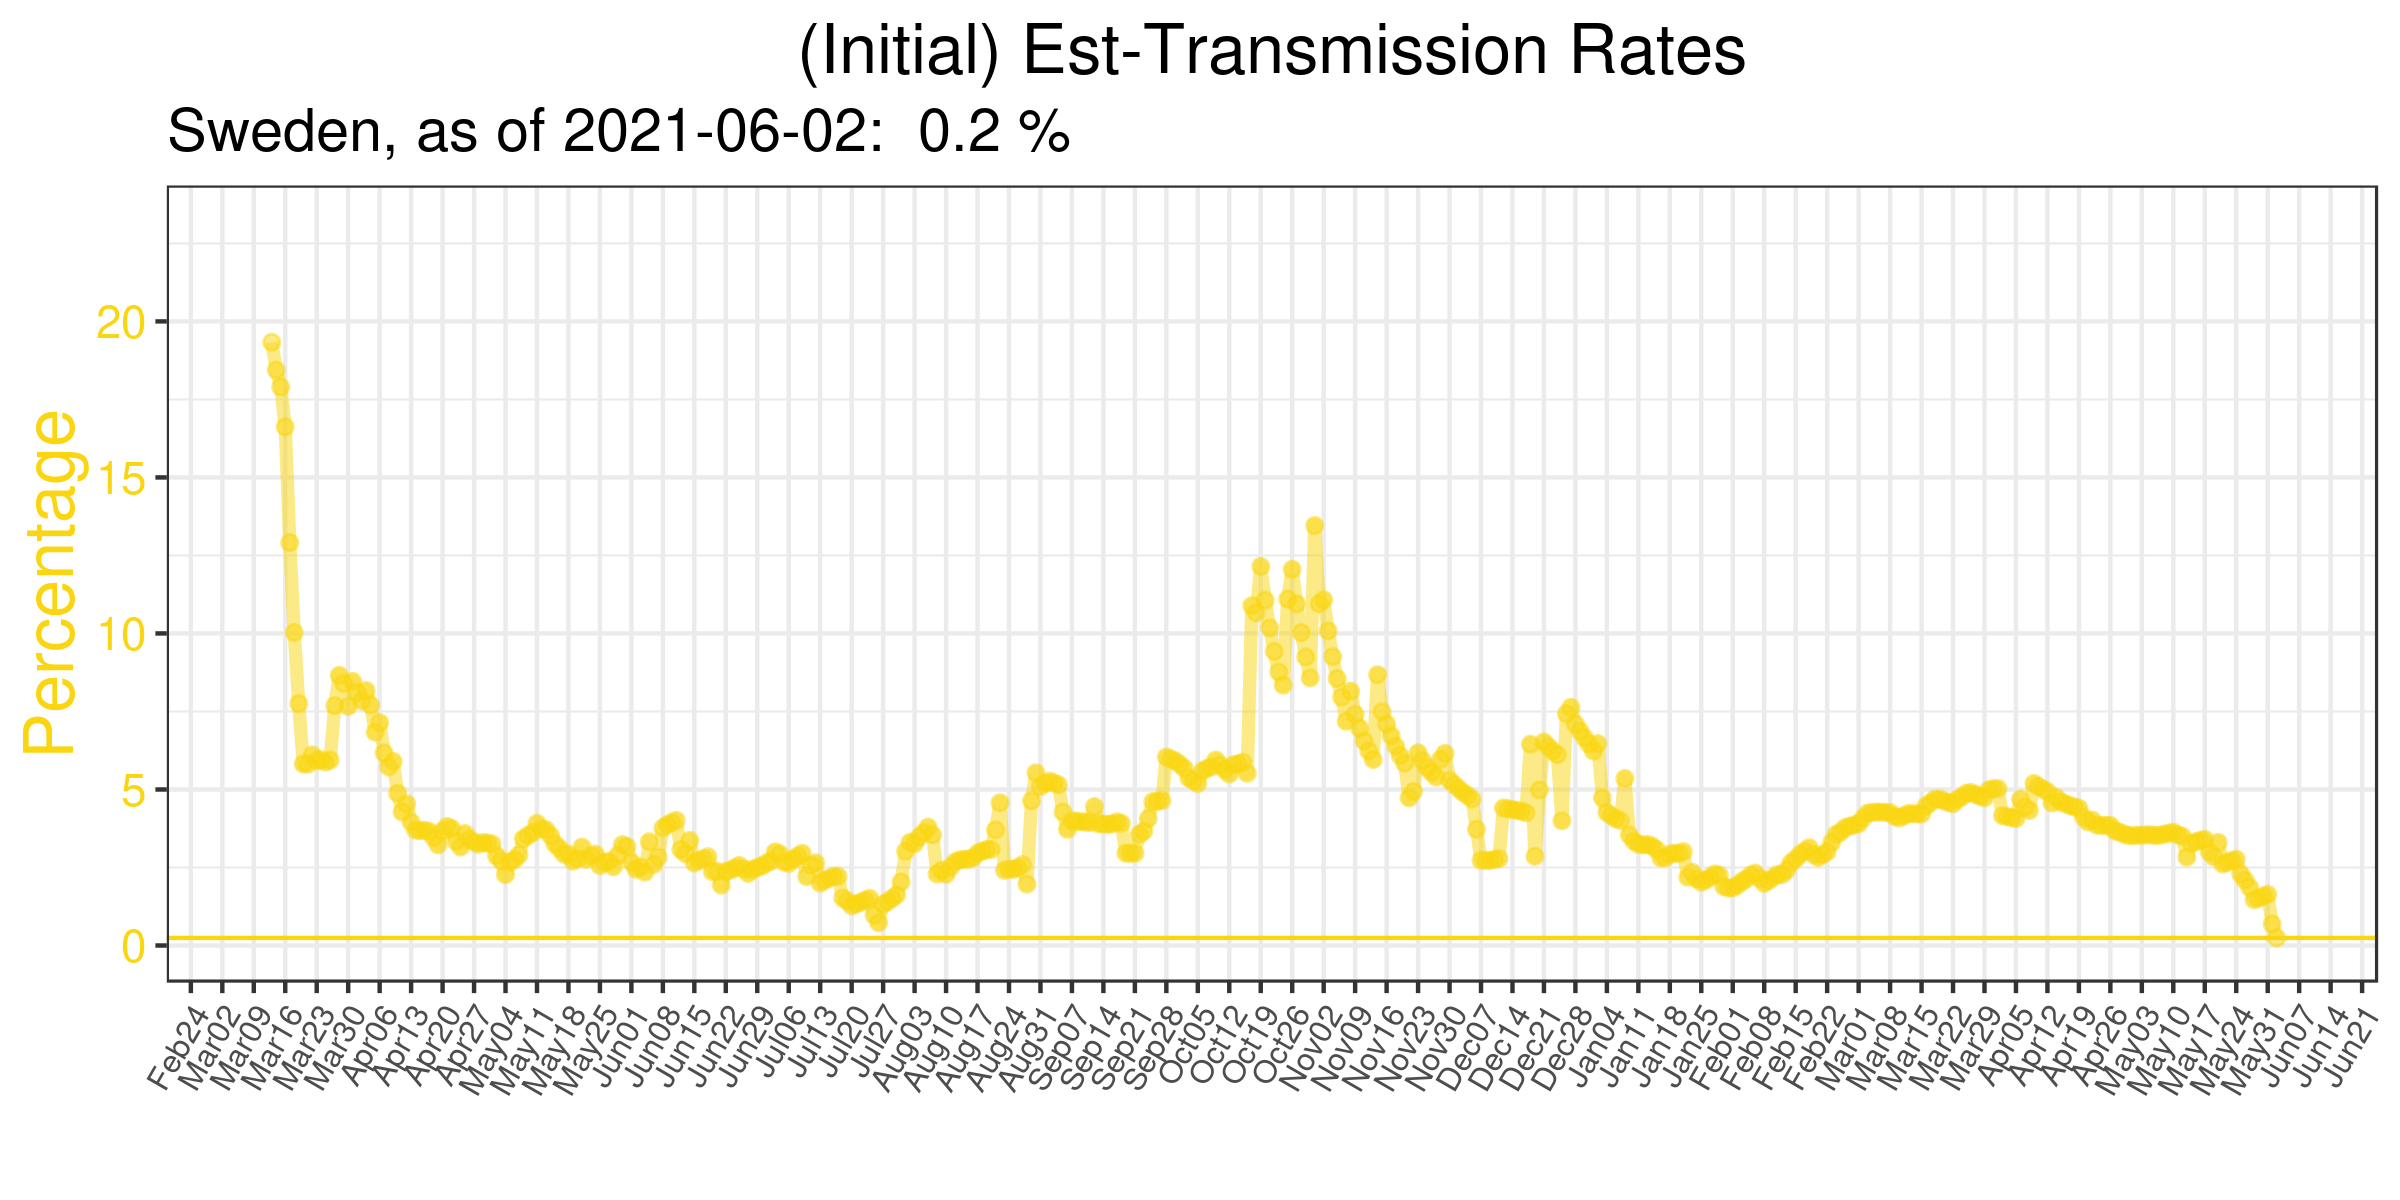 (Initial) Est-Transmission Rates
Sweden, as of 2021-06-02:  0.2 %
Percentage
20
15
10
5
0
Feb24
Mar02
Mar09
Mar16
Mar23
Mar30
Apr06
Apr13
Apr20
Apr27
May04
May11
May18
May25
Jun01
Jun08
Jun15
Jun22
Jun29
Jul06
Jul13
Jul20
Jul27
Aug03
Aug10
Aug17
Aug24
Aug31
Sep07
Sep14
Sep21
Sep28
Oct05
Oct12
Oct19
Oct26
Nov02
Nov09
Nov16
Nov23
Nov30
Dec07
Dec14
Dec21
Dec28
Jan04
Jan11
Jan18
Jan25
Feb01
Feb08
Feb15
Feb22
Mar01
Mar08
Mar15
Mar22
Mar29
Apr05
Apr12
Apr19
Apr26
May03
May10
May17
May24
May31
Jun07
Jun14
Jun21